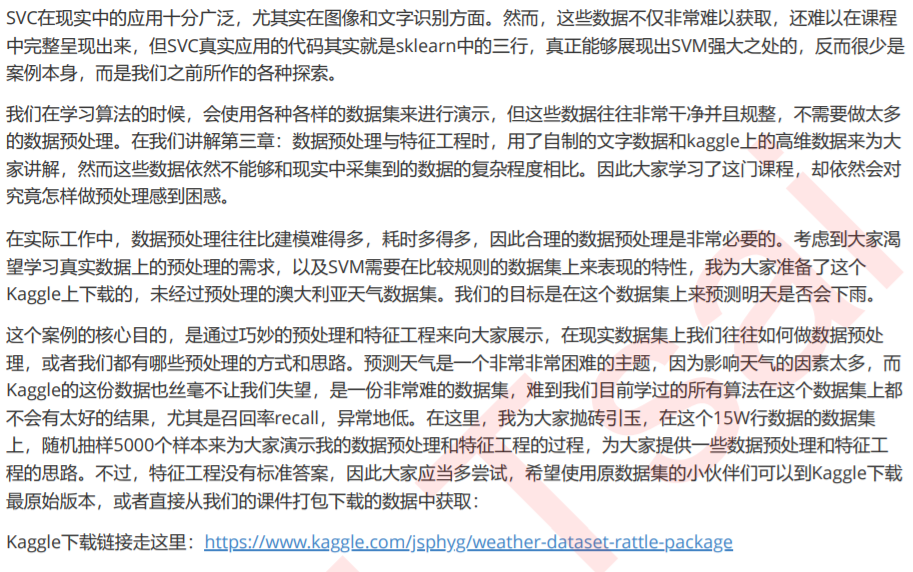 SVC在现实中的应用十分广泛，尤其实在图像和文字识别方面。然而，这些数据不仅非常难以获取，还难以在课程
中完整呈现出来，但SVC真实应用的代码其实就是sklearn中的三行，真正能够展现出SVM强大之处的，反而很少是
案例本身，而是我们之前所作的各种探索。
我们在学习算法的时候，会使用各种各样的数据集来进行演示，但这些数据往往非常干净并且规整，不需要做太多
的数据预处理。在我们讲解第三章：数据预处理与特征工程时，用了自制的文字数据和kaggle上的高维数据来为大
家讲解，然而这些数据依然不能够和现实中采集到的数据的复杂程度相比。因此大家学习了这门课程，却依然会对
究竟怎样做预处理感到困惑。
在实际工作中，数据预处理往往比建模难得多，耗时多得多，因此合理的数据预处理是非常必要的。考虑到大家渴
望学习真实数据上的预处理的需求，以及SVM需要在比较规则的数据集上来表现的特性，我为大家准备了这个
Kaggle上下载的，未经过预处理的澳大利亚天气数据集。我们的目标是在这个数据集上来预测明天是否会下雨。
这个案例的核心目的，是通过巧妙的预处理和特征工程来向大家展示，在现实数据集上我们往往如何做数据预处
理，或者我们都有哪些预处理的方式和思路。预测天气是一个非常非常困难的主题，因为影响天气的因素太多，而
Kaggle的这份数据也丝毫不让我们失望，是一份非常难的数据集，难到我们目前学过的所有算法在这个数据集上都
不会有太好的结果，尤其是召回率recall，异常地低。在这里，我为大家抛砖引玉，在这个15W行数据的数据集
上，随机抽样5000个样本来为大家演示我的数据预处理和特征工程的过程，为大家提供一些数据预处理和特征工
程的思路。不过，特征工程没有标准答案，因此大家应当多尝试，希望使用原数据集的小伙伴们可以到Kaggle下载
最原始版本，或者直接从我们的课件打包下载的数据中获取：
Kaggle下载链接走这里：https://www.kaggle.com/jsphyg/weather-dataset-rattle-package
Tsai